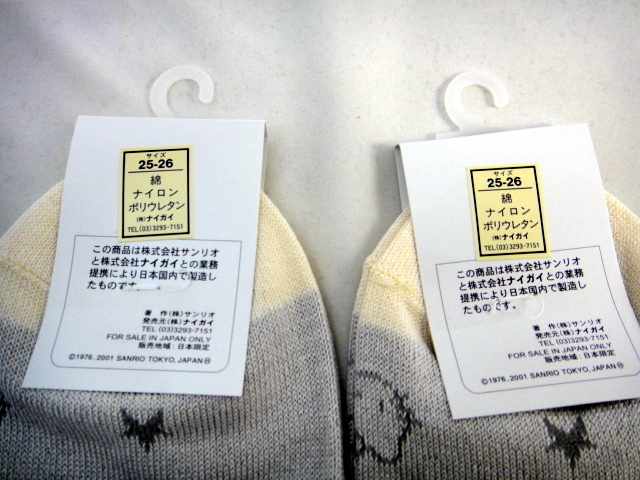 サイズ
25-26
綿
ナイロン
ポリウレタン
(株)ナイガイ
TEL(03)3293-7151
この商品は株式会社サンリオ
と株式会社ナイガイとの業務
提携により日本国内で製造し
たものです。
著 作(株)サンリオ
発売元(株)ナイガイ
TEL (03)3293-7151
FOR SALE IN JAPAN ONLY
販売地域:日本限定
©1976, 2001 SANRIO TOKYO, JAPAN Ⓗ
サイズ
25-26
綿
ナイロン
ポリウレタン
(株)ナイガイ
TEL(03)3293-7151
この商品は株式会社サンリオ
と株式会社ナイガイとの業務
提携により日本国内で製造し
たものです。
著 作(株)サンリオ
発売元(株)ナイガイ
TEL (03)3293-7151
FOR SALE IN JAPAN ONLY
販売地域:日本限定
©1976, 2001 SANRIO TOKYO, JAPAN Ⓗ